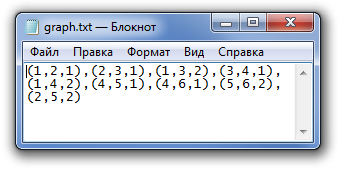 graph.txt — Блокнот
Файл Правка Формат Вид Справка
(1,2,1),(2,3,1),(1,3,2),(3,4,1),
(1,4,2),(4,5,1),(4,6,1),(5,6,2),
(2,5,2)